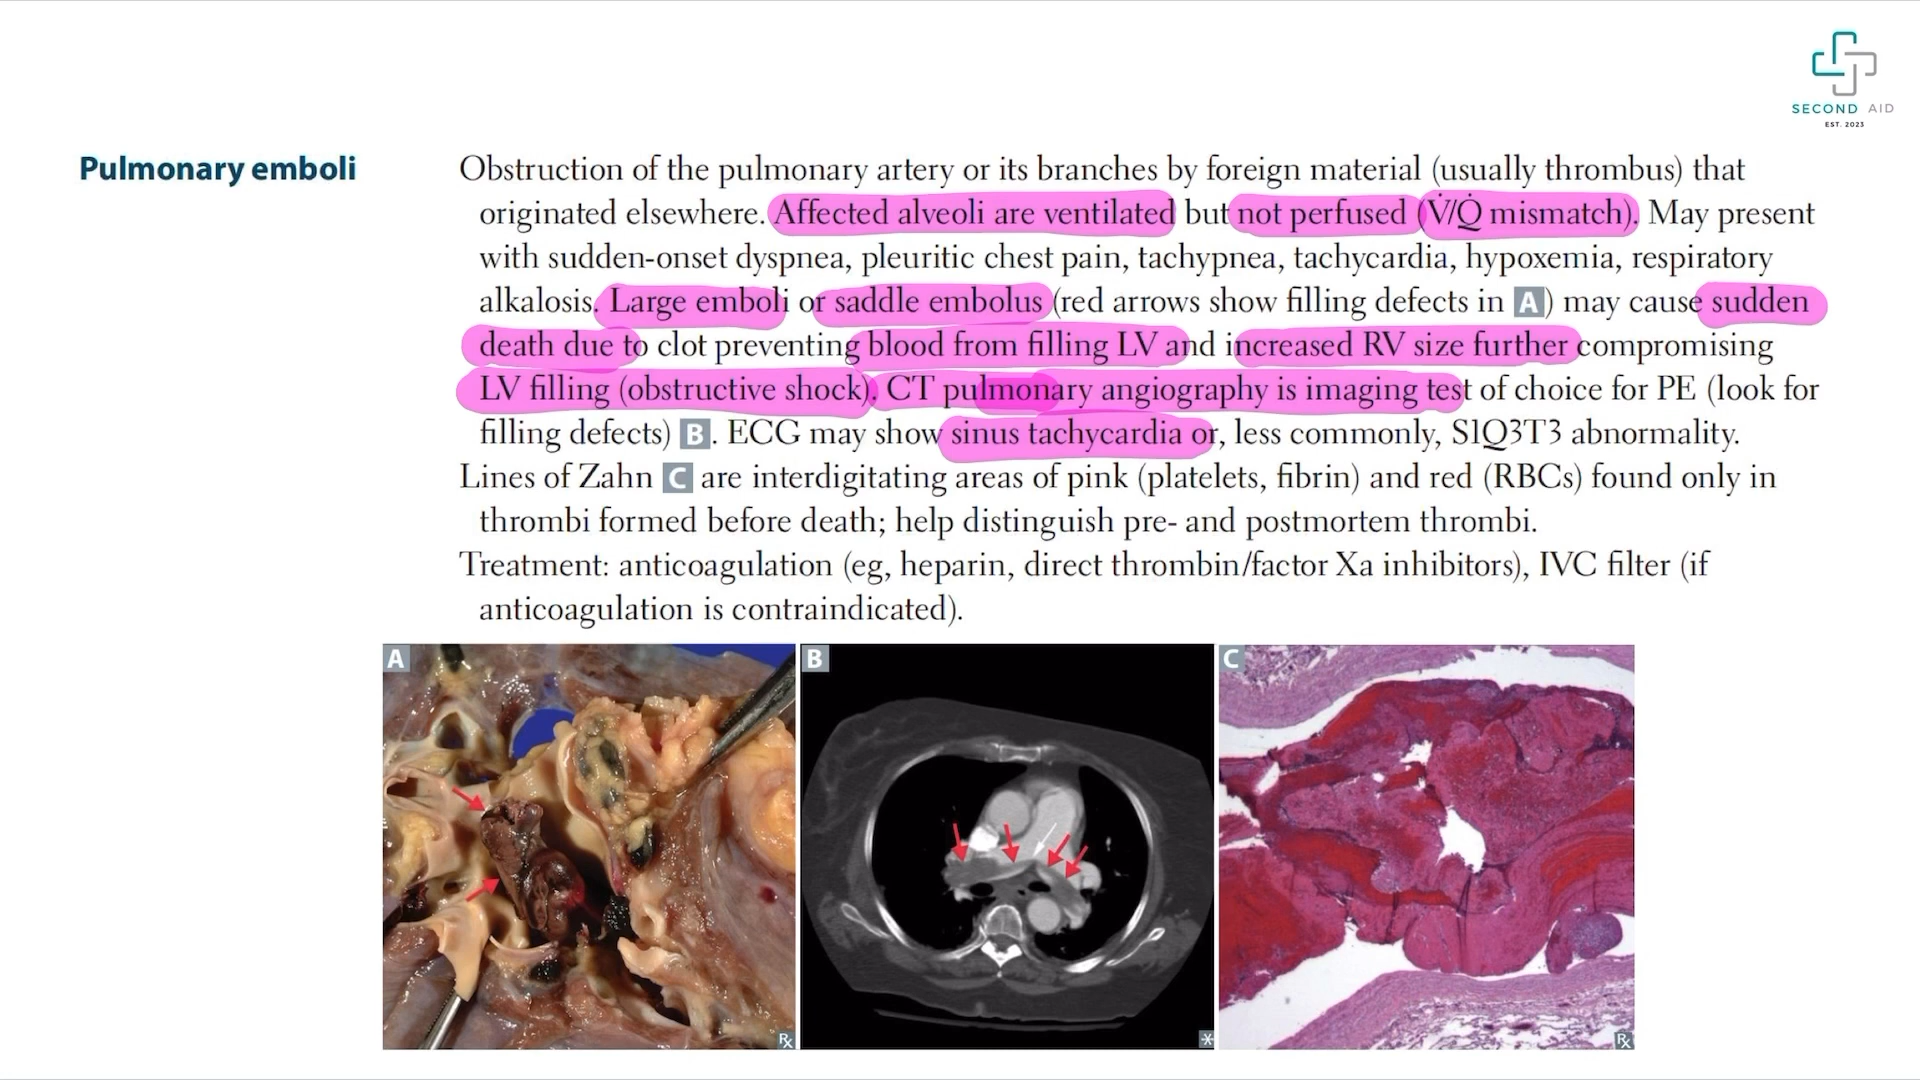 SECOND AID
EST. 2023
Pulmonary emboli
Obstruction of the pulmonary artery or its branches by foreign material (usually thrombus) that
originated elsewhere. Affected alveoli are ventilated but not perfused (V̇/Q̇ mismatch). May present
with sudden-onset dyspnea, pleuritic chest pain, tachypnea, tachycardia, hypoxemia, respiratory
alkalosis. Large emboli or saddle embolus (red arrows show filling defects in A) may cause sudden
death due to clot preventing blood from filling LV and increased RV size further compromising
LV filling (obstructive shock). CT pulmonary angiography is imaging test of choice for PE (look for
filling defects) B. ECG may show sinus tachycardia or, less commonly, S1Q3T3 abnormality.
Lines of Zahn C are interdigitating areas of pink (platelets, fibrin) and red (RBCs) found only in
thrombi formed before death; help distinguish pre- and postmortem thrombi.
Treatment: anticoagulation (eg, heparin, direct thrombin/factor Xa inhibitors), IVC filter (if
anticoagulation is contraindicated).
A
B
C
℞
*
℞